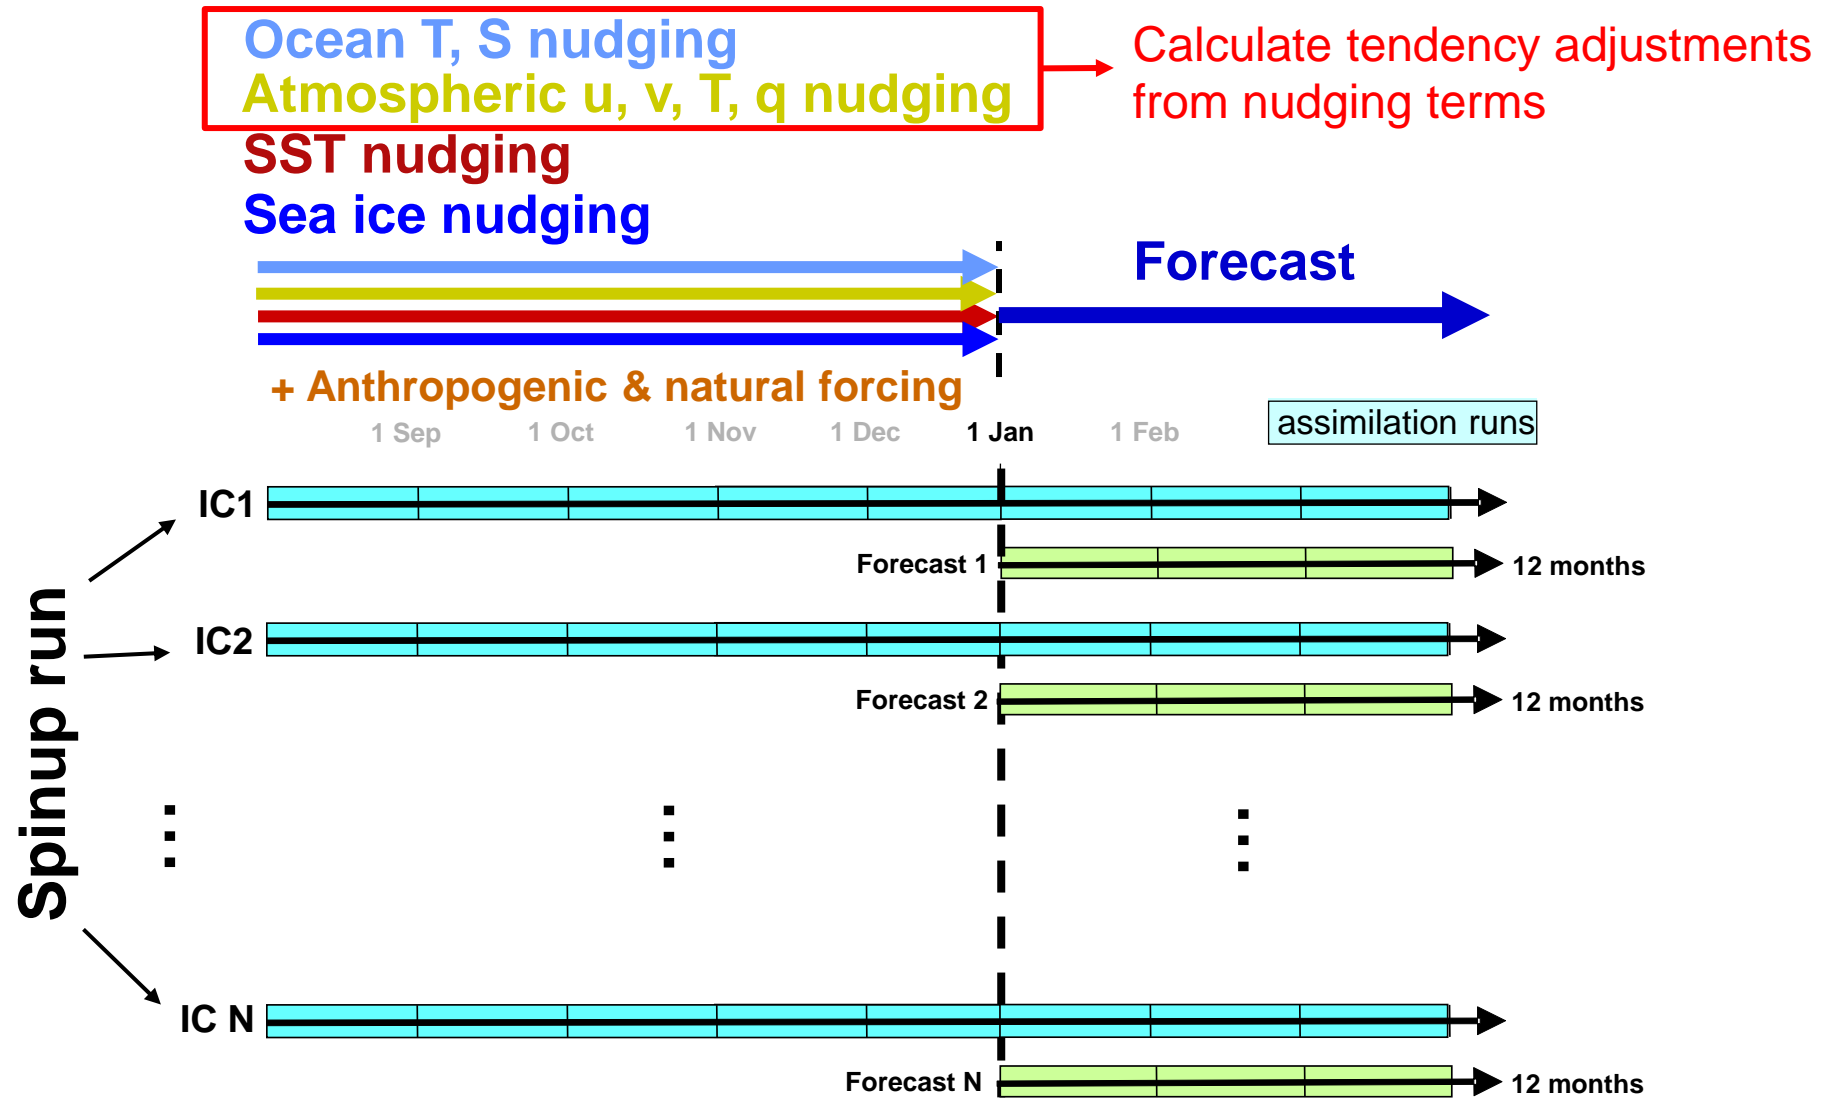 Ocean T, S nudging
Atmospheric u, v, T, q nudging
SST nudging
Sea ice nudging
Calculate tendency adjustments
from nudging terms
Forecast
+ Anthropogenic & natural forcing
1 Sep 1 Oct 1 Nov 1 Dec 1 Jan 1 Feb
assimilation runs
Spinup run
IC1
Forecast 1 12 months
IC2
Forecast 2 12 months
IC N
Forecast N 12 months